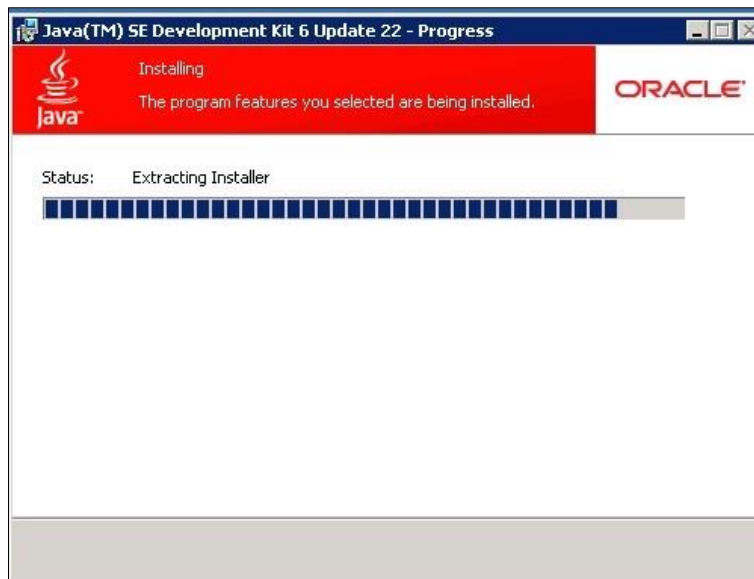 Java(TM) SE Development Kit 6 Update 22 - Progress
Installing
The program features you selected are being installed.
Java
ORACLE
Status: Extracting Installer